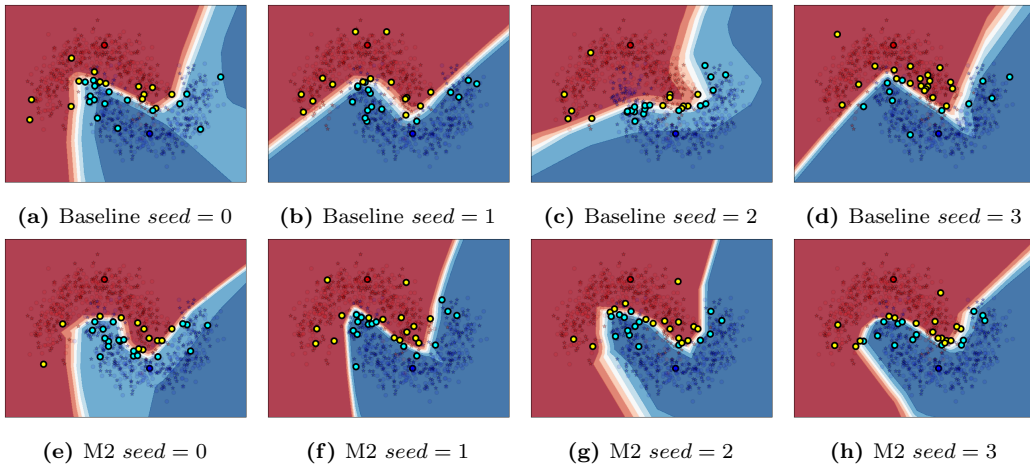 (a) Baseline seed = 0
(b) Baseline seed = 1
(c) Baseline seed = 2
(d) Baseline seed = 3
(e) M2 seed = 0
(f) M2 seed = 1
(g) M2 seed = 2
(h) M2 seed = 3